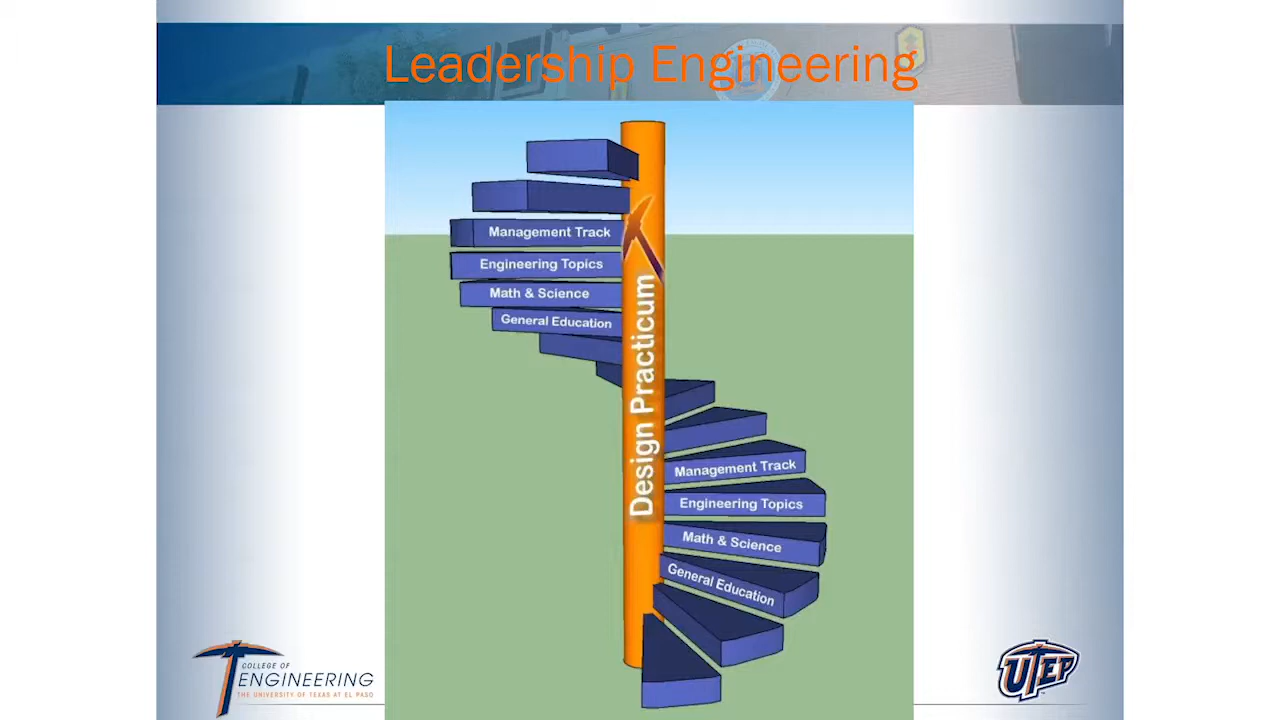 Leadership Engineering
Management Track
Engineering Topics
Math & Science
General Education
Design Practicum
Management Track
Engineering Topics
Math & Science
General Education
COLLEGE OF
ENGINEERING
THE UNIVERSITY OF TEXAS AT EL PASO
UTEP